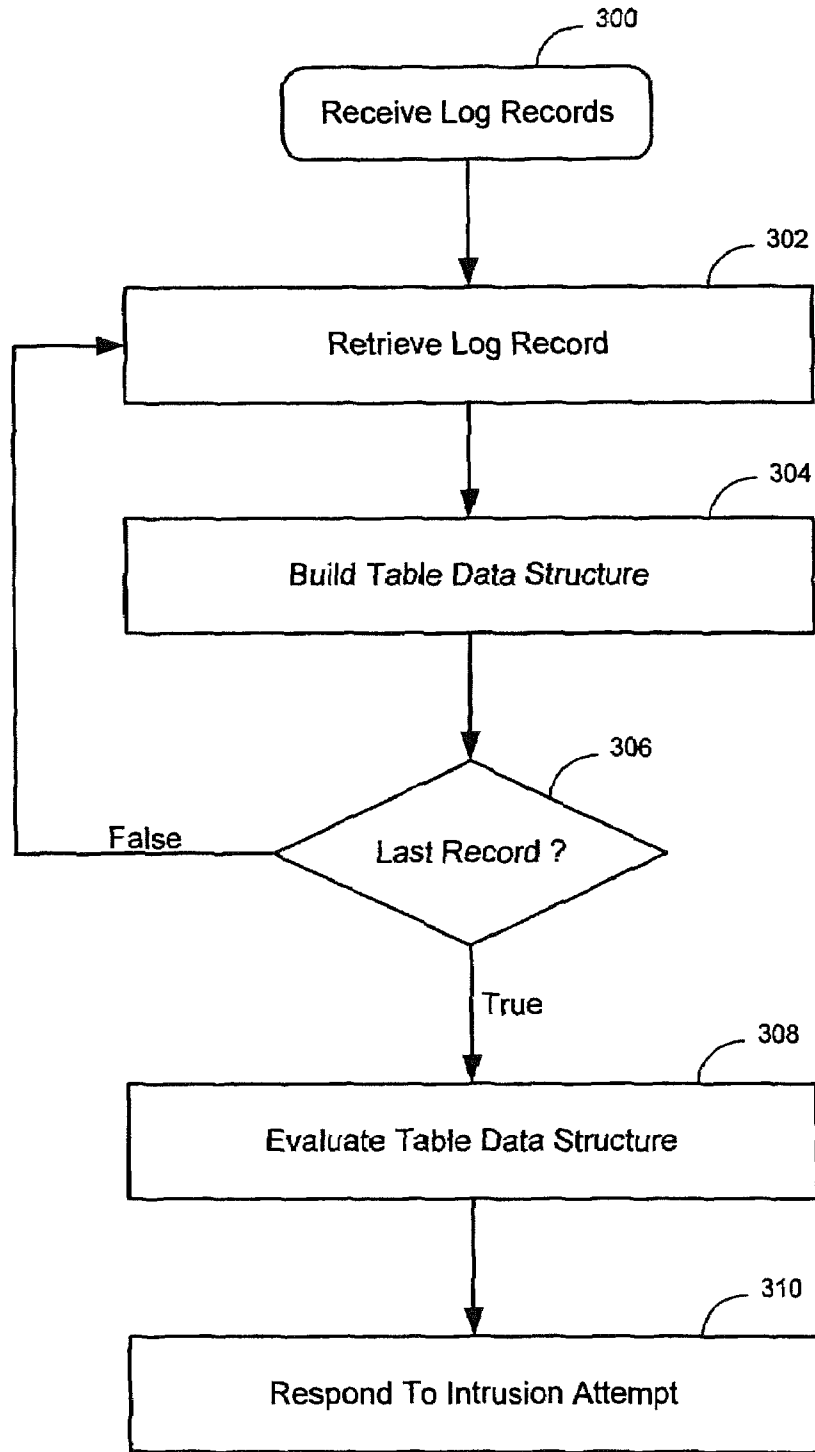 300
Receive Log Records
302
Retrieve Log Record
304
Build Table Data Structure
306
Last Record ?
False
True
308
Evaluate Table Data Structure
310
Respond To Intrusion Attempt